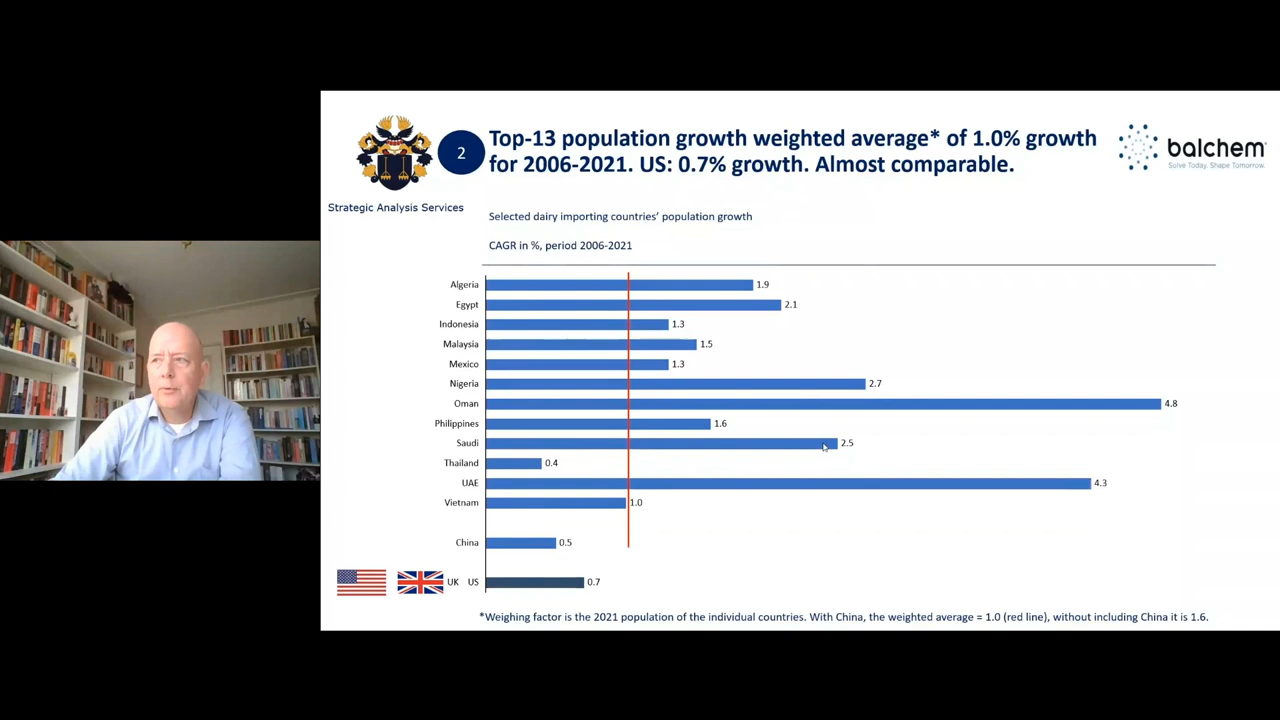 2
Top-13 population growth weighted average* of 1.0% growth
for 2006-2021. US: 0.7% growth. Almost comparable.
balchem
Solve Today. Shape Tomorrow.
Strategic Analysis Services
Selected dairy importing countries' population growth
CAGR in %, period 2006-2021
Algeria 1.9
Egypt 2.1
Indonesia 1.3
Malaysia 1.5
Mexico 1.3
Nigeria 2.7
Oman 4.8
Philippines 1.6
Saudi 2.5
Thailand 0.4
UAE 4.3
Vietnam 1.0
China 0.5
UK US 0.7
*Weighing factor is the 2021 population of the individual countries. With China, the weighted average = 1.0 (red line), without including China it is 1.6.